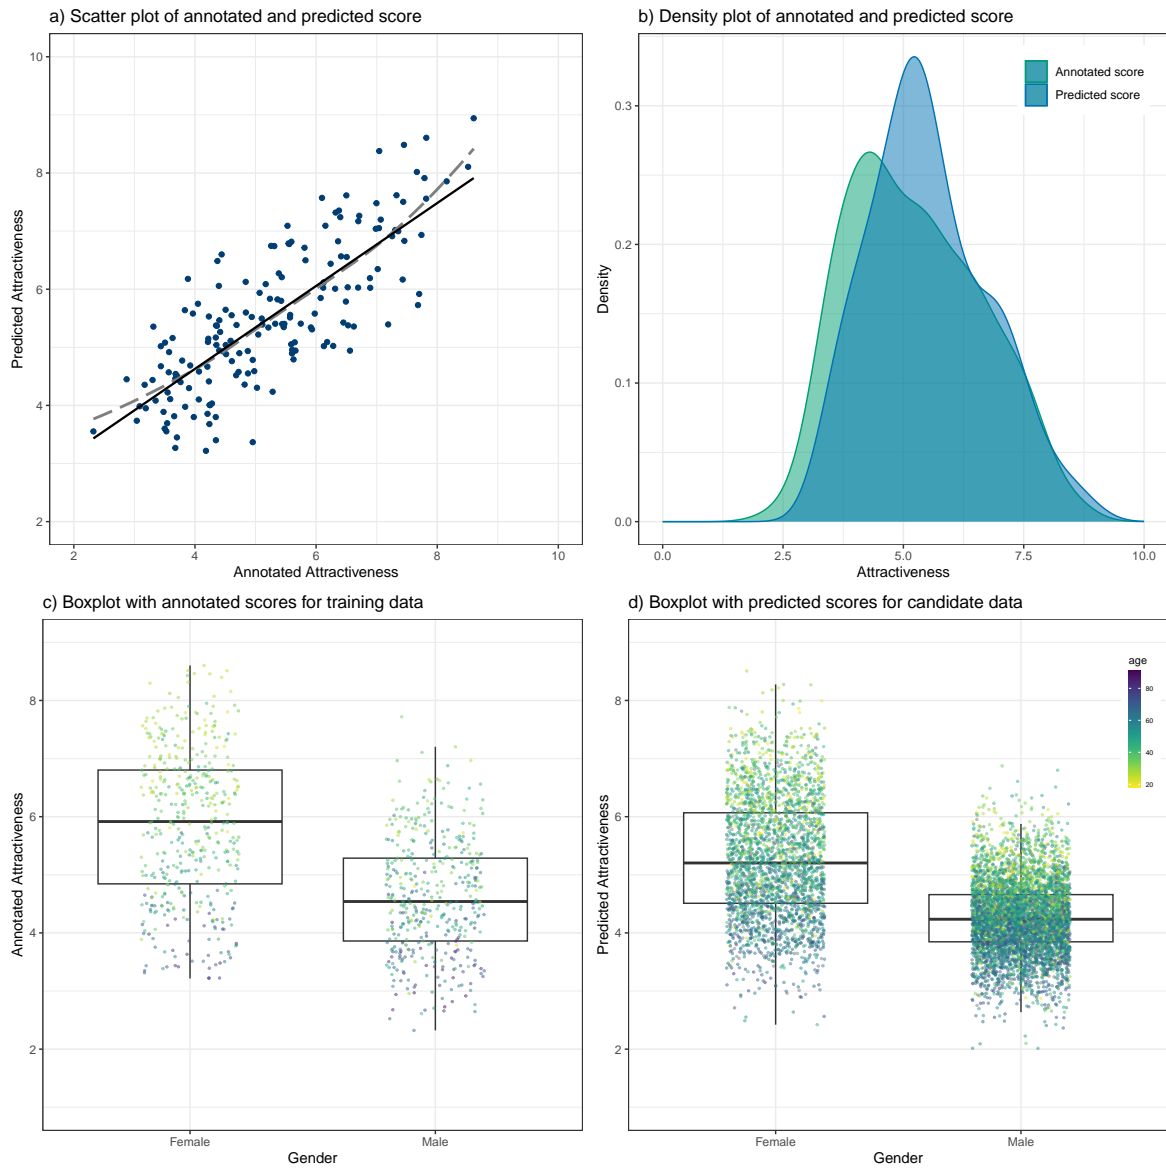 a) Scatter plot of annotated and predicted score
10
8
6
4
2
Predicted Attractiveness
2 4 6 8 10
Annotated Attractiveness
b) Density plot of annotated and predicted score
Annotated score
Predicted score
0.3
0.2
0.1
0.0
Density
0.0 2.5 5.0 7.5 10.0
Attractiveness
c) Boxplot with annotated scores for training data
8
6
4
2
Annotated Attractiveness
Female Male
Gender
d) Boxplot with predicted scores for candidate data
age
80
60
40
20
8
6
4
2
Predicted Attractiveness
Female Male
Gender